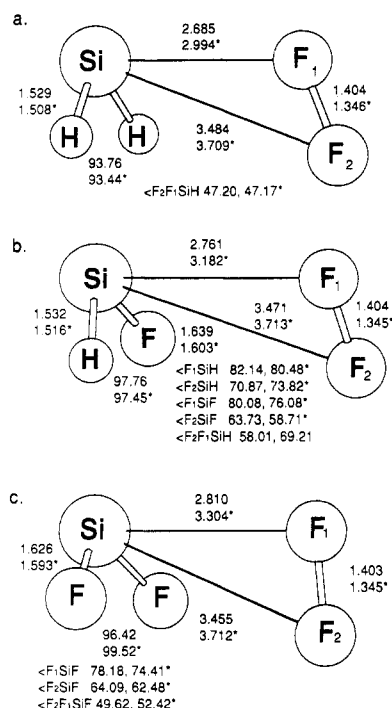 a.
2.685
2.994*
Si
F1
1.529
1.508*
1.404
1.346*
H
H
3.484
3.709*
F2
93.76
93.44*
<F2F1SiH 47.20, 47.17*
b.
2.761
3.182*
Si
F1
1.532
1.516*
F
1.639
1.603*
3.471
3.713*
1.404
1.345*
H
F2
97.76
97.45*
<F1SiH 82.14, 80.48*
<F2SiH 70.87, 73.82*
<F1SiF 80.08, 76.08*
<F2SiF 63.73, 58.71*
<F2F1SiH 58.01, 69.21
c.
2.810
3.304*
Si
F1
1.626
1.593*
1.403
1.345*
F
F
3.455
3.712*
F2
96.42
99.52*
<F1SiF 78.18, 74.41*
<F2SiF 64.09, 62.48*
<F2F1SiF 49.62, 52.42*